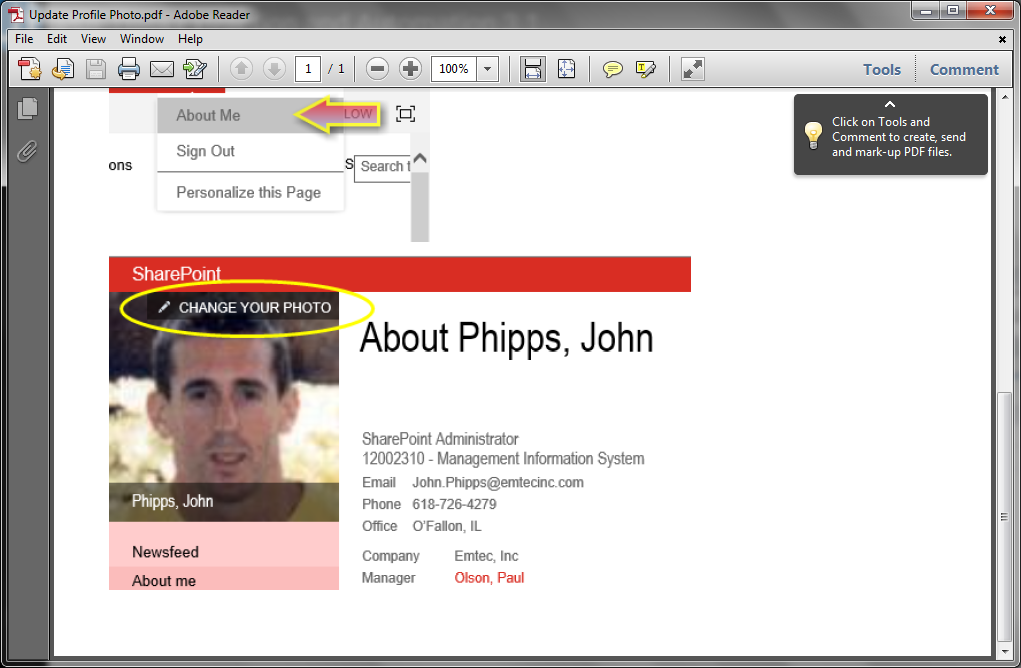 Update Profile Photo.pdf - Adobe Reader
File Edit View Window Help
1 / 1 100% Tools Comment
About Me LOW
Sign Out
ons S Search t
Personalize this Page
Click on Tools and
Comment to create, send
and mark-up PDF files.
SharePoint
CHANGE YOUR PHOTO
About Phipps, John
SharePoint Administrator
12002310 - Management Information System
Email John.Phipps@emtecinc.com
Phone 618-726-4279
Office O'Fallon, IL
Company Emtec, Inc
Manager Olson, Paul
Phipps, John
Newsfeed
About me